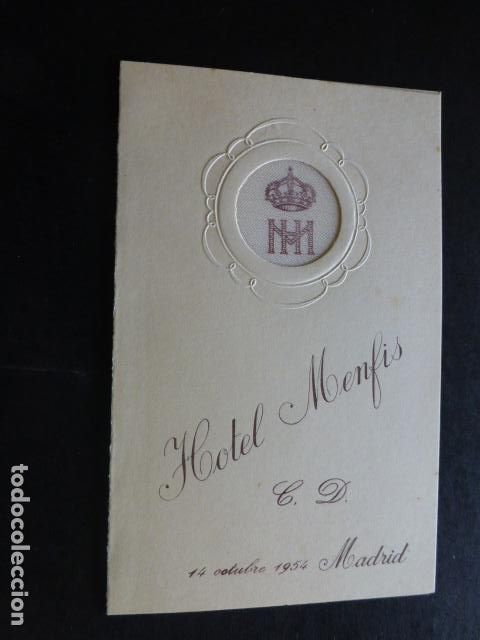 HM
Hotel Menfis
C. D.
14 octubre 1954 Madrid
todocoleccion